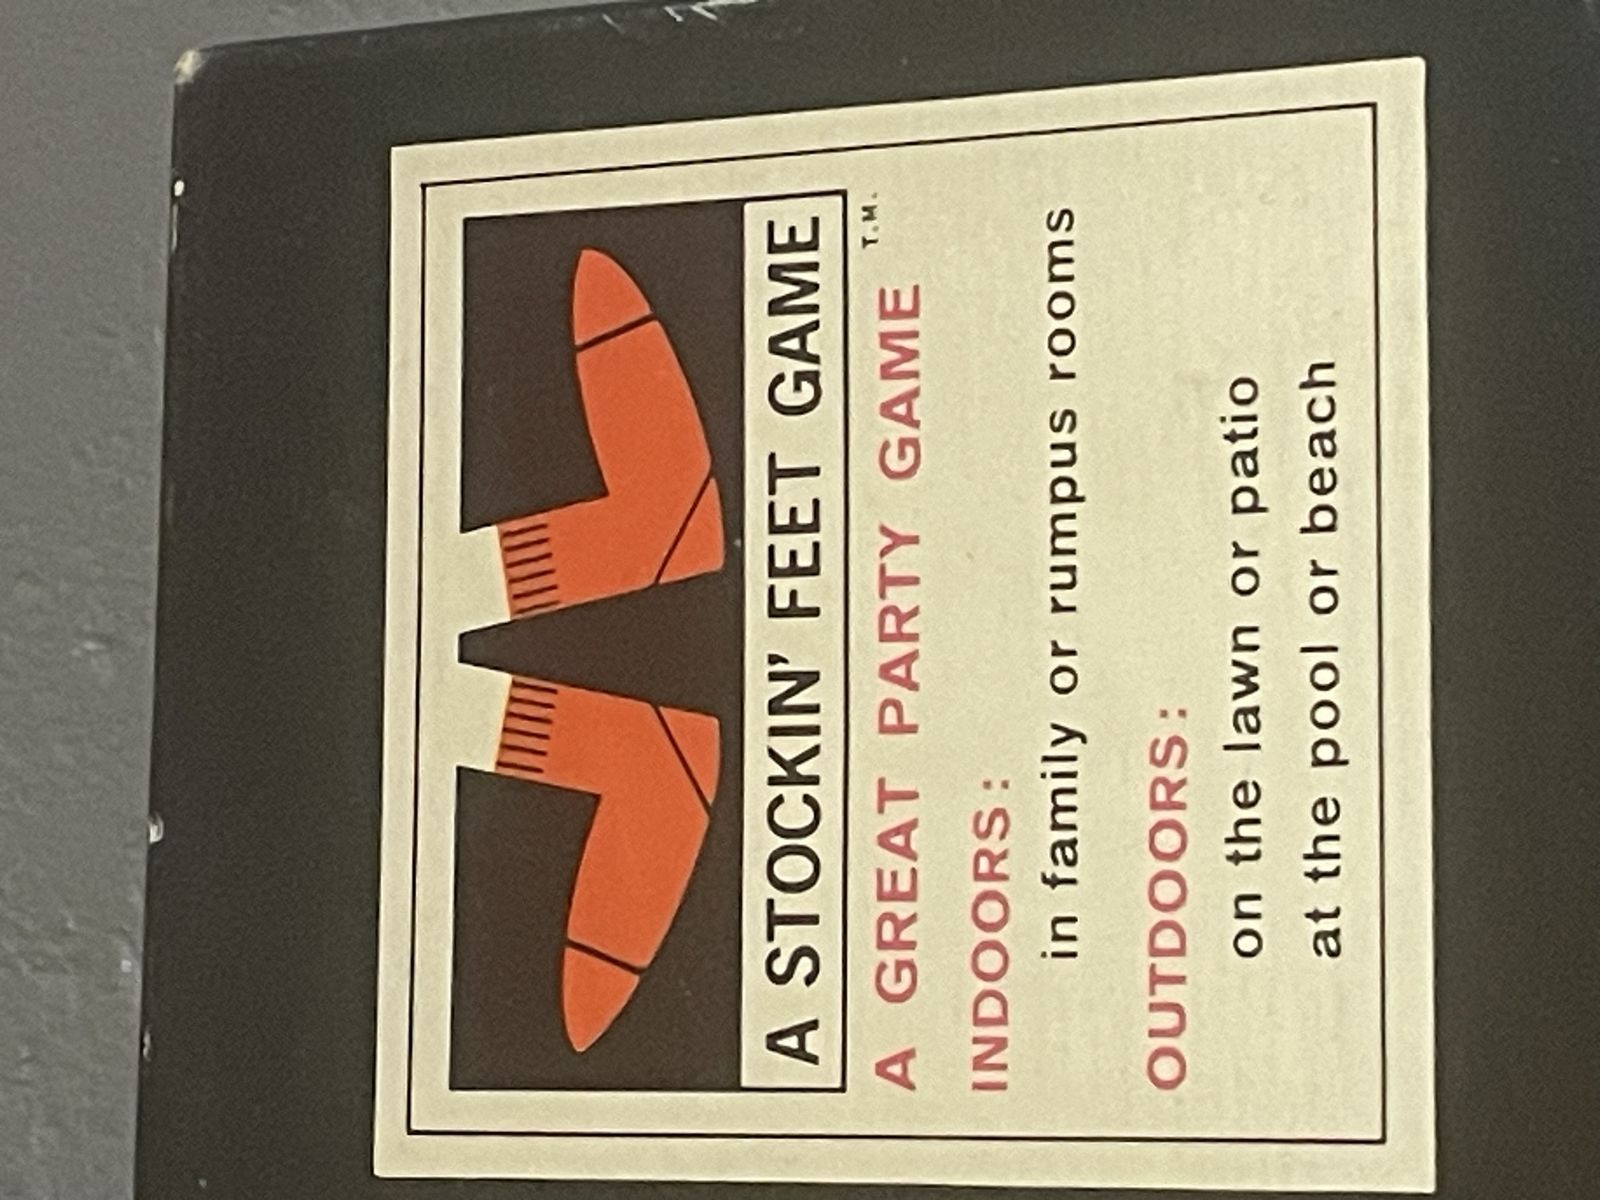 A STOCKIN' FEET GAME
T.M.
A GREAT PARTY GAME
INDOORS:
in family or rumpus rooms
OUTDOORS:
on the lawn or patio
at the pool or beach